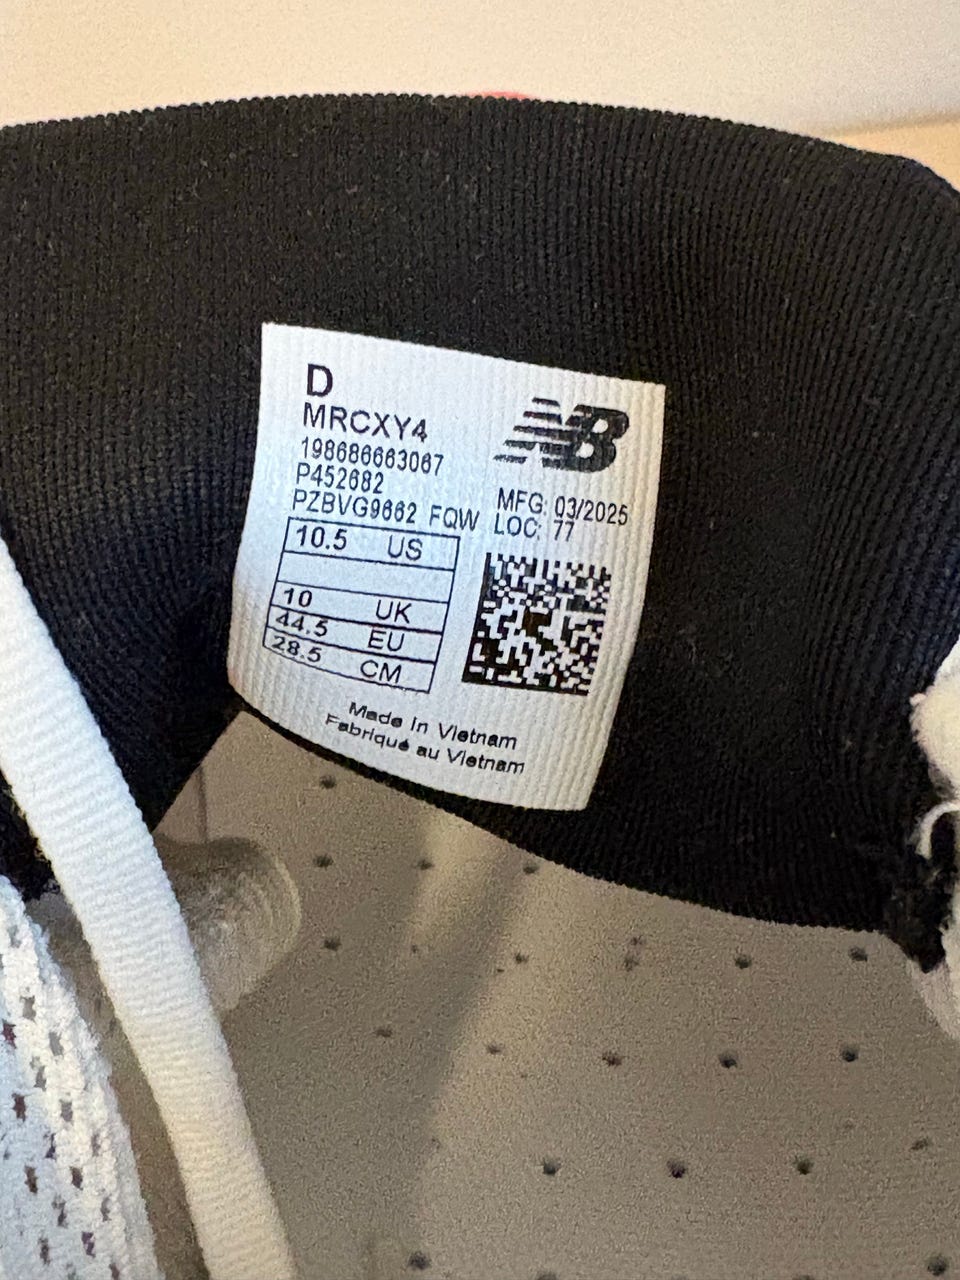 D
MRCXY4
198686663067
P452682
PZBVG9662 FQW
NB
MFG: 03/2025
LOC: 77
10.5 US
10 UK
44.5 EU
28.5 CM
Made In Vietnam
Fabriqué au Vietnam